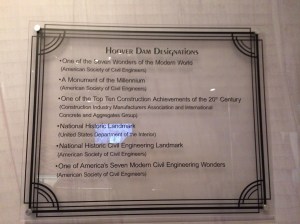 Hoover Dam Designations
•One of the Seven Wonders of the Modern World
(American Society of Civil Engineers)
•A Monument of the Millennium
(American Society of Civil Engineers)
•One of the Top Ten Construction Achievements of the 20th Century
(Construction Industry Manufacturers Association and International
Concrete and Aggregates Group)
•National Historic Landmark
(United States Department of the Interior)
•National Historic Civil Engineering Landmark
(American Society of Civil Engineers)
•One of America's Seven Modern Civil Engineering Wonders
(American Society of Civil Engineers)